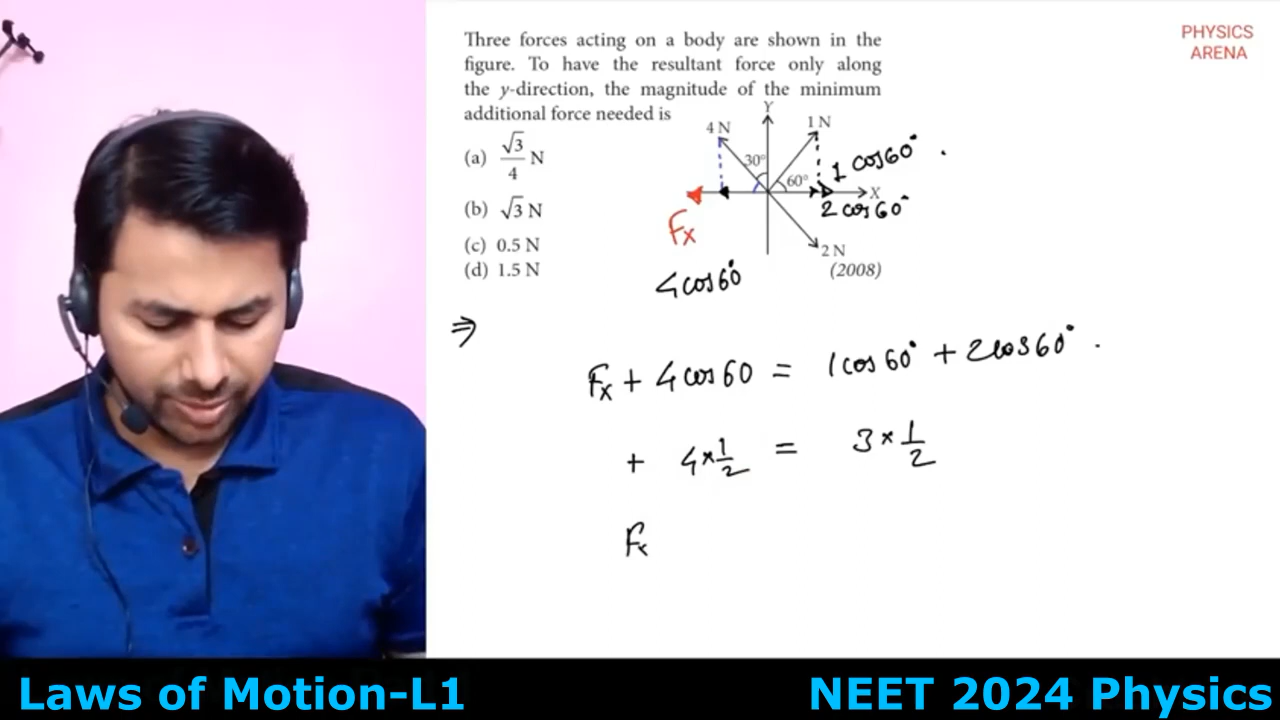 PHYSICS
ARENA
Three forces acting on a body are shown in the
figure. To have the resultant force only along
the y-direction, the magnitude of the minimum
additional force needed is
(a) √3/4 N
(b) √3 N
(c) 0.5 N
(d) 1.5 N
Y
4 N
1 N
30°
60°
1 cos60°
X
2 cos60°
Fx
2 N
(2008)
4cos60°
⇒
Fx + 4cos60 = 1cos60° + 2cos60° .
+ 4×1/2 = 3×1/2
Fx
Laws of Motion-L1
NEET 2024 Physics